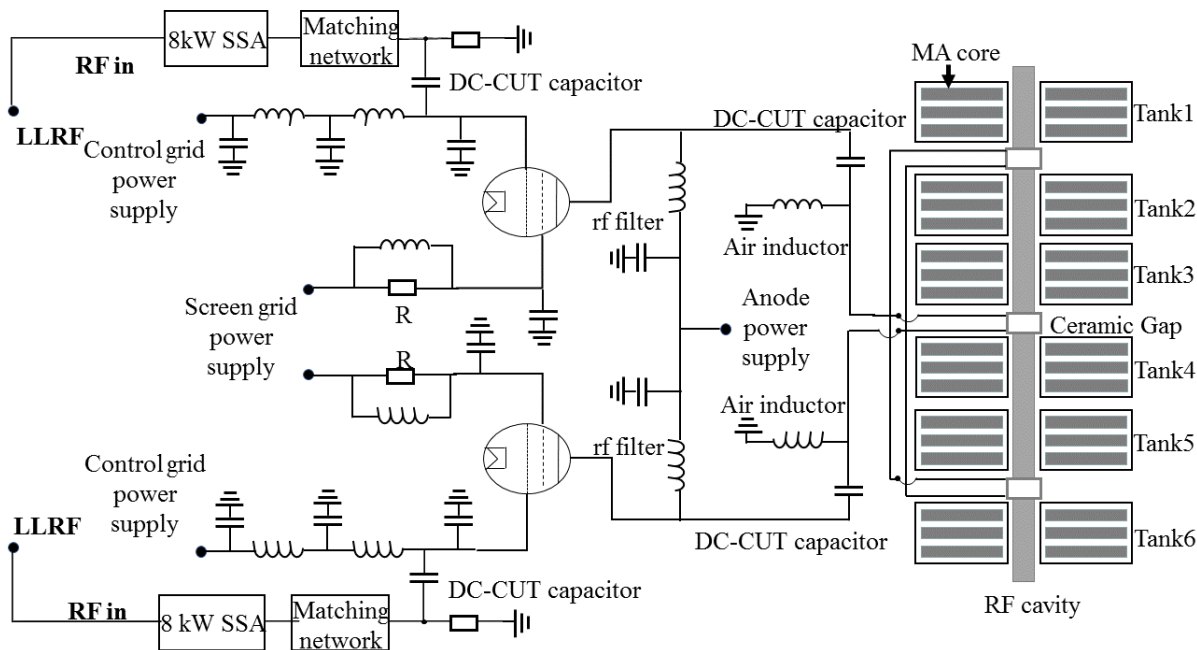 8kW SSA
Matching
network
RF in
LLRF
DC-CUT capacitor
Control grid
power
supply
MA core
DC-CUT capacitor
Tank1
rf filter
Air inductor
Tank2
Tank3
Screen grid
power
supply
R
R
Anode
power
supply
Ceramic Gap
Tank4
Air inductor
rf filter
Tank5
Control grid
power
supply
LLRF
DC-CUT capacitor
Tank6
RF in
8 kW SSA
Matching
network
DC-CUT capacitor
RF cavity